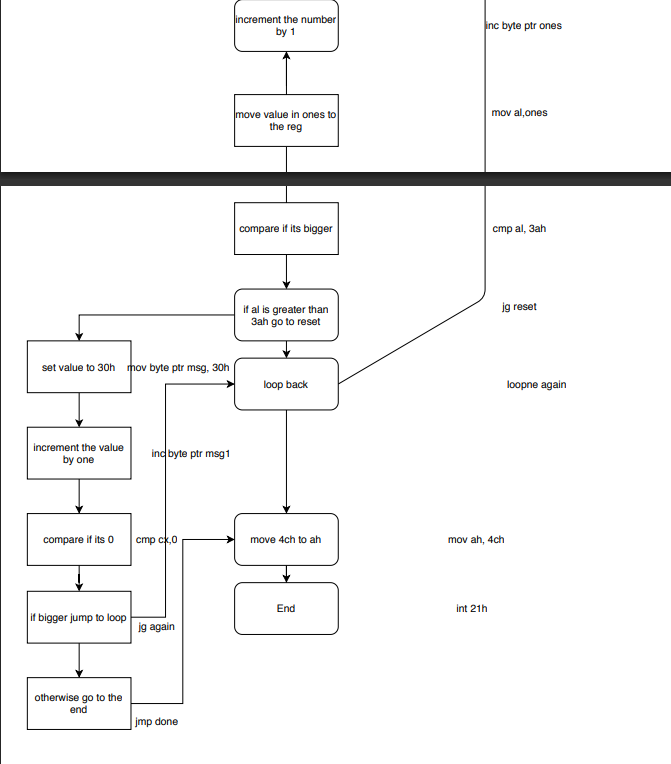 increment the number
by 1
inc byte ptr ones
move value in ones to
the reg
mov al,ones
compare if its bigger
cmp al, 3ah
if al is greater than
3ah go to reset
jg reset
set value to 30h
mov byte ptr msg, 30h
loop back
loopne again
increment the value
by one
inc byte ptr msg1
compare if its 0
cmp cx,0
move 4ch to ah
mov ah, 4ch
if bigger jump to loop
jg again
End
int 21h
otherwise go to the
end
jmp done